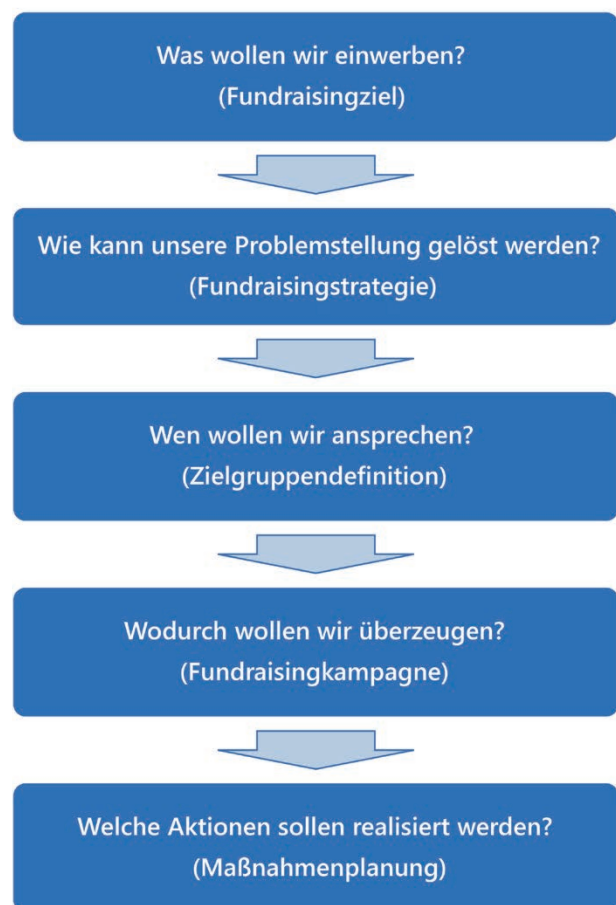 Was wollen wir einwerben?
(Fundraisingziel)
Wie kann unsere Problemstellung gelöst werden?
(Fundraisingstrategie)
Wen wollen wir ansprechen?
(Zielgruppendefinition)
Wodurch wollen wir überzeugen?
(Fundraisingkampagne)
Welche Aktionen sollen realisiert werden?
(Maßnahmenplanung)